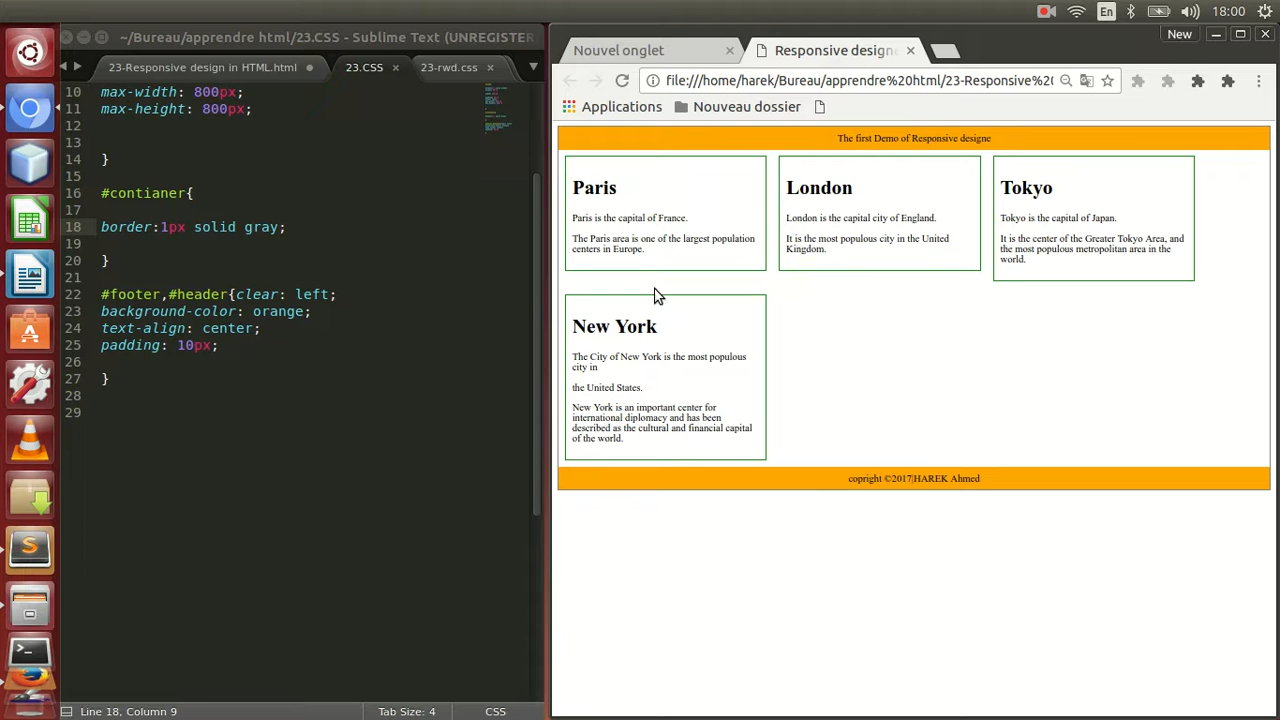 En
18:00
~/Bureau/apprendre html/23.CSS - Sublime Text (UNREGISTER
New
23-Responsive design in HTML.html
23.CSS
23-rwd.css
Nouvel onglet
Responsive design
file:///home/harek/Bureau/apprendre%20html/23-Responsive%20
Applications
Nouveau dossier
10 max-width: 800px;
11 max-height: 800px;
12
13
14 }
15
16 #contianer{
17
18 border:1px solid gray;
19
20 }
21
22 #footer,#header{clear: left;
23 background-color: orange;
24 text-align: center;
25 padding: 10px;
26
27 }
28
29
The first Demo of Responsive designe
Paris
Paris is the capital of France.
The Paris area is one of the largest population
centers in Europe.
London
London is the capital city of England.
It is the most populous city in the United
Kingdom.
Tokyo
Tokyo is the capital of Japan.
It is the center of the Greater Tokyo Area, and
the most populous metropolitan area in the
world.
New York
The City of New York is the most populous
city in
the United States.
New York is an important center for
international diplomacy and has been
described as the cultural and financial capital
of the world.
copright ©2017|HAREK Ahmed
Line 18, Column 9
Tab Size: 4
CSS